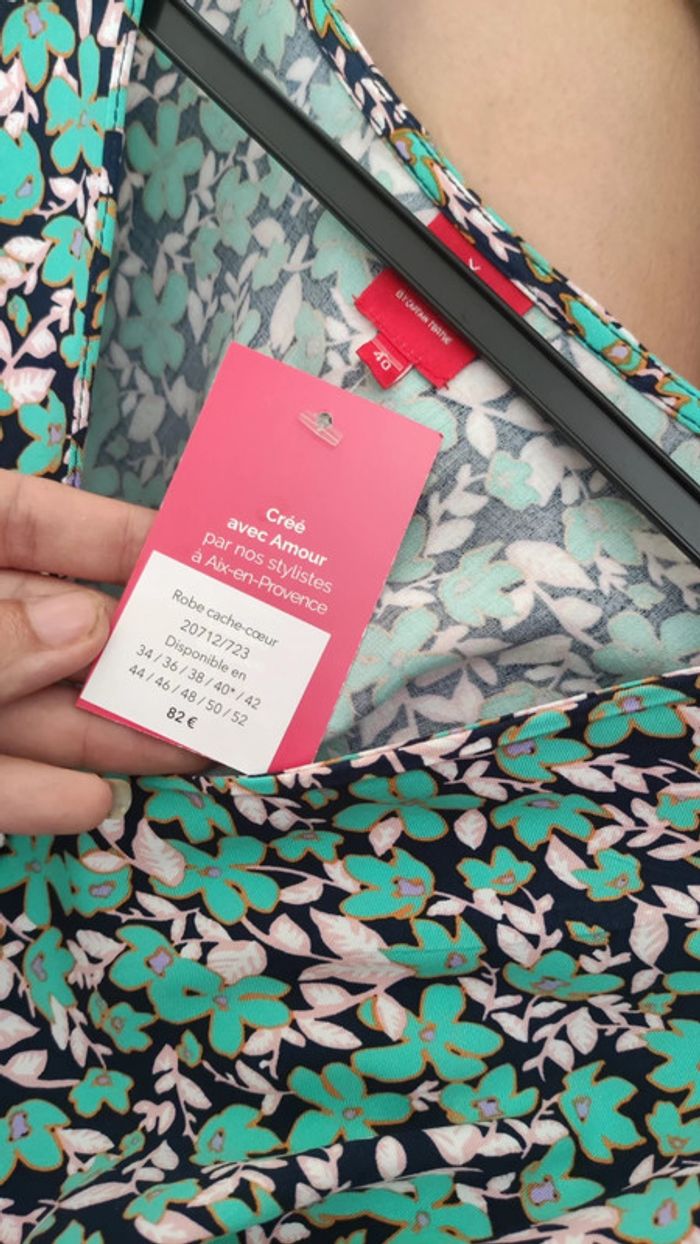 40
Créé
avec Amour
par nos stylistes
à Aix-en-Provence
Robe cache-cœur
20712/723
Disponible en
34 / 36 / 38 / 40* / 42
44 / 46 / 48 / 50 / 52
82 €